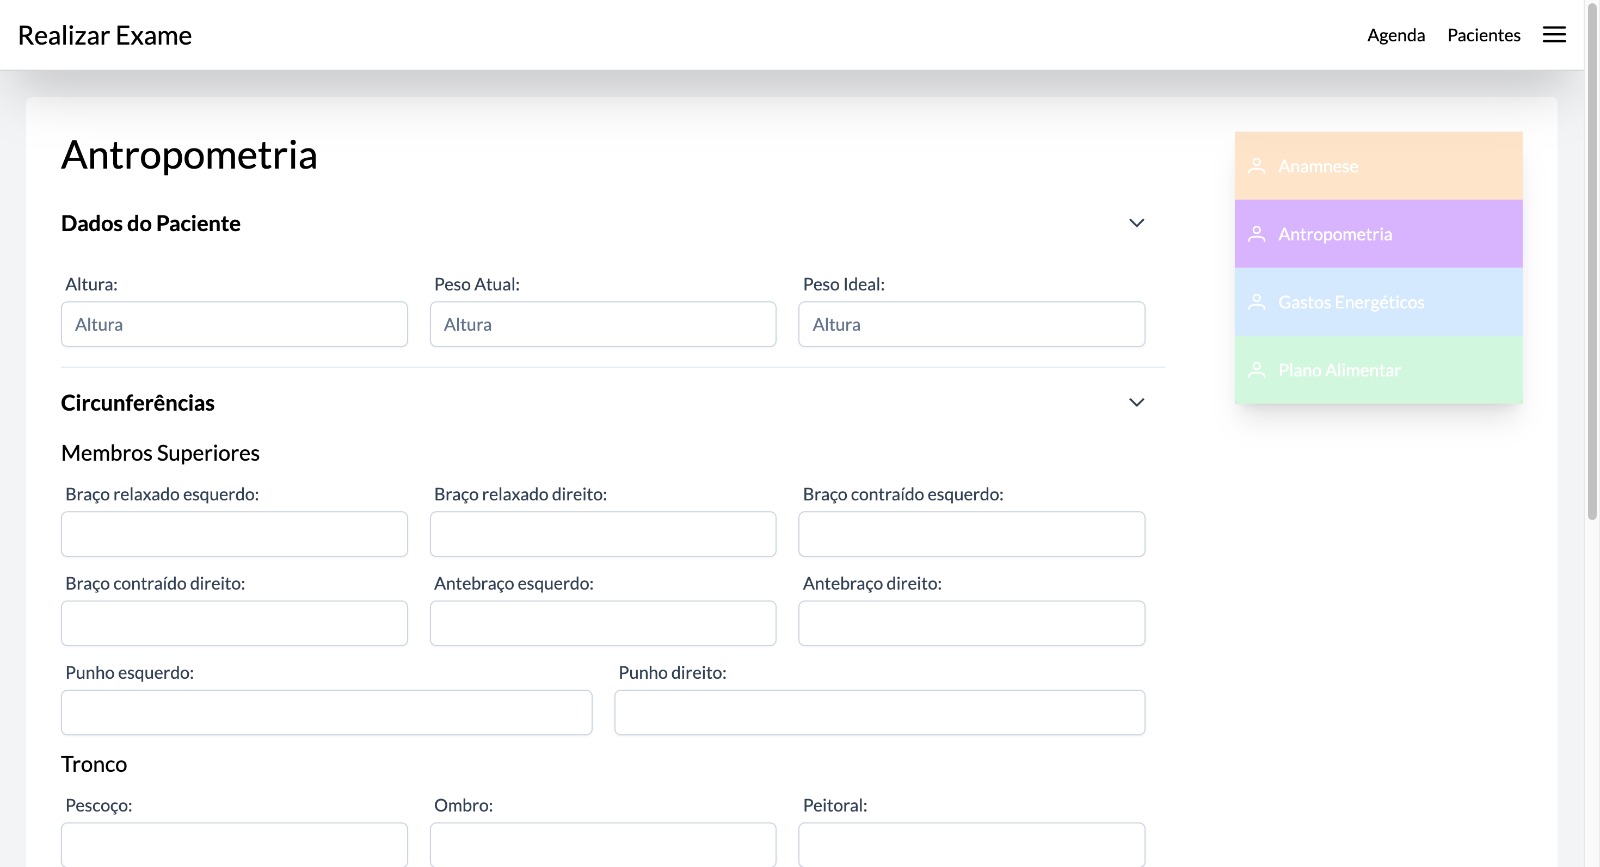 Realizar Exame
Agenda Pacientes
Antropometria
Dados do Paciente
Altura: Peso Atual: Peso Ideal:
Altura Altura Altura
Circunferências
Membros Superiores
Braço relaxado esquerdo: Braço relaxado direito: Braço contraído esquerdo:
Braço contraído direito: Antebraço esquerdo: Antebraço direito:
Punho esquerdo: Punho direito:
Tronco
Pescoço: Ombro: Peitoral:
Anamnese
Antropometria
Gastos Energéticos
Plano Alimentar